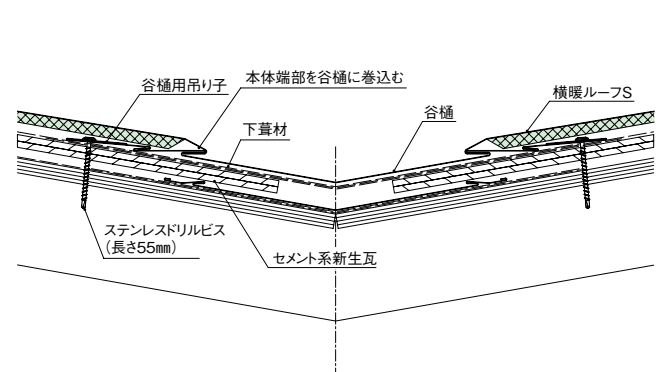 谷樋用吊り子
本体端部を谷樋に巻込む
横暖ルーフS
谷樋
下葺材
ステンレスドリルビス
（長さ55㎜）
セメント系新生瓦